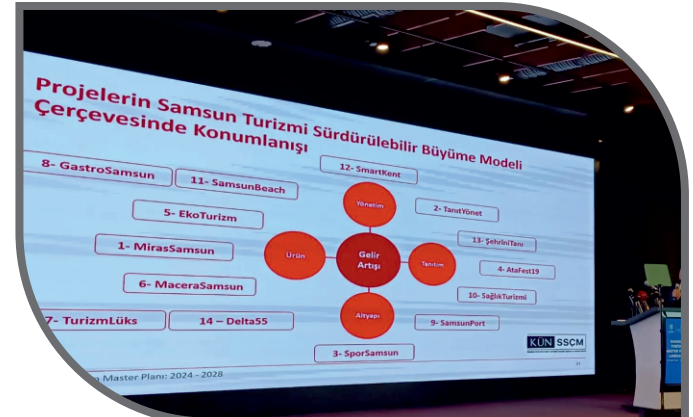 Projelerin Samsun Turizmi Sürdürülebilir Büyüme Modeli
Çerçevesinde Konumlanışı
12- SmartKent
8- GastroSamsun
11- SamsunBeach
Yönetim
2- TanıtYönet
5- EkoTurizm
13- ŞehriniTanı
1- MirasSamsun
Ürün
Gelir
Artışı
Tanıtım
4- AtaFest19
6- MaceraSamsun
10- SağlıkTurizmi
7- TurizmLüks
14 – Delta55
Altyapı
9- SamsunPort
KÜN SSÇM
3- SporSamsun
Master Planı: 2024 - 2028